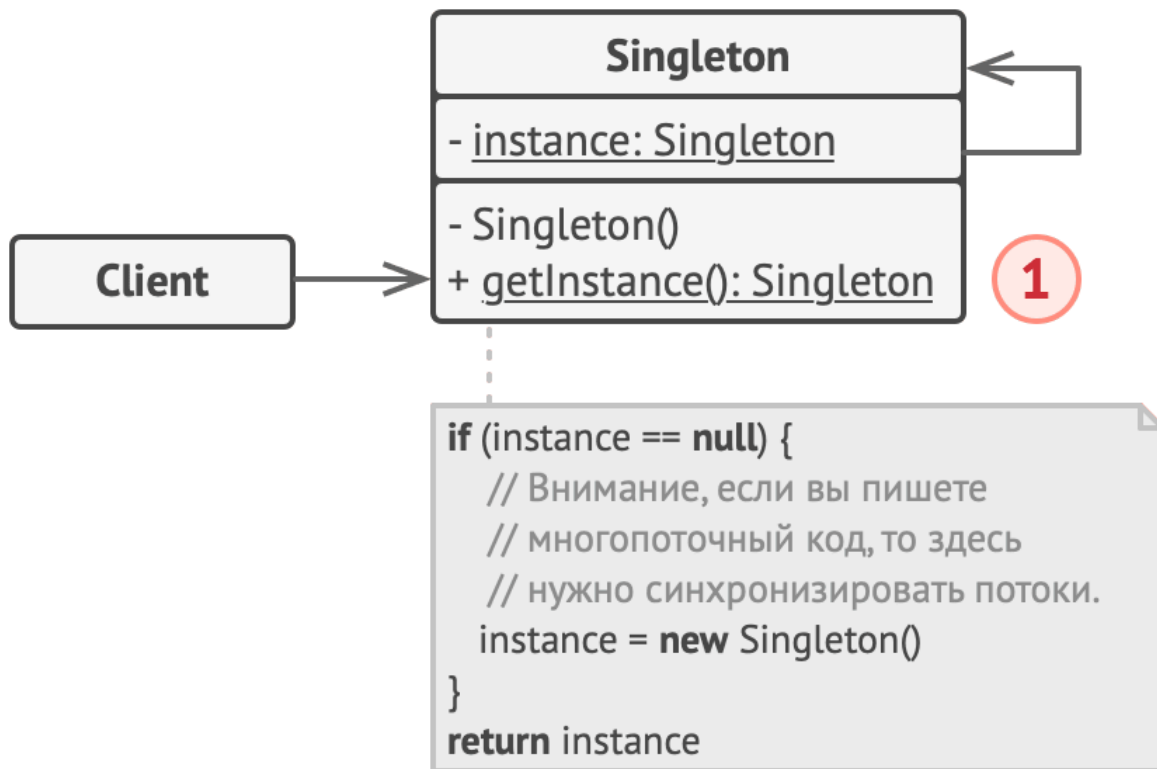 Singleton
- instance: Singleton
- Singleton()
+ getInstance(): Singleton
Client
1
if (instance == null) {
// Внимание, если вы пишете
// многопоточный код, то здесь
// нужно синхронизировать потоки.
instance = new Singleton()
}
return instance